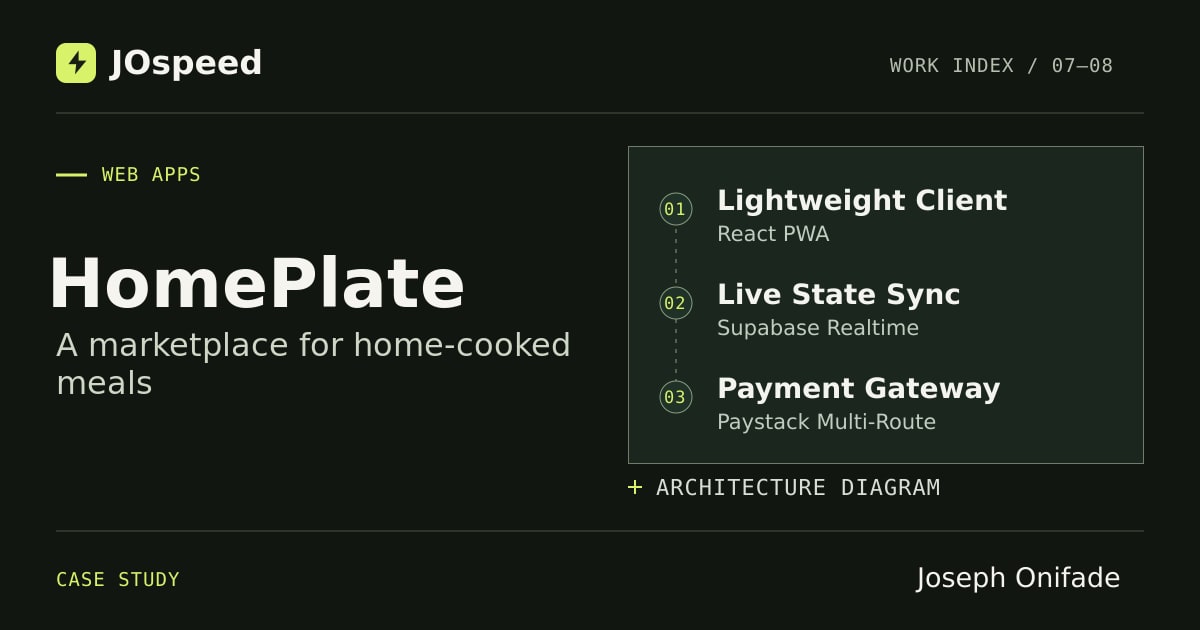 JOspeed
WORK INDEX / 07–08
WEB APPS
HomePlate
A marketplace for home-cooked
meals
01
Lightweight Client
React PWA
02
Live State Sync
Supabase Realtime
03
Payment Gateway
Paystack Multi-Route
+ ARCHITECTURE DIAGRAM
CASE STUDY
Joseph Onifade